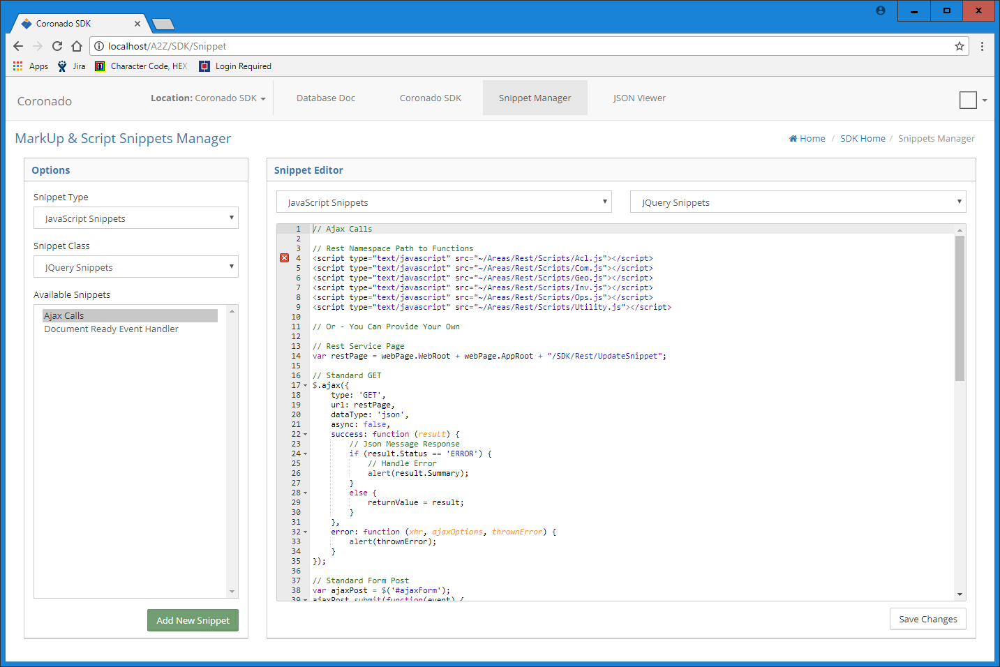 Coronado SDK
localhost/A2Z/SDK/Snippet
Apps Jira Character Code, HEX, Login Required
Coronado Location: Coronado SDK Database Doc Coronado SDK Snippet Manager JSON Viewer
MarkUp & Script Snippets Manager Home / SDK Home / Snippets Manager
Options
Snippet Type
JavaScript Snippets
Snippet Class
JQuery Snippets
Available Snippets
Ajax Calls
Document Ready Event Handler
Add New Snippet
Snippet Editor
JavaScript Snippets JQuery Snippets
1 // Ajax Calls
2
3 // Rest Namespace Path to Functions
4 <script type="text/javascript" src="~/Areas/Rest/Scripts/Acl.js"></script>
5 <script type="text/javascript" src="~/Areas/Rest/Scripts/Com.js"></script>
6 <script type="text/javascript" src="~/Areas/Rest/Scripts/Geo.js"></script>
7 <script type="text/javascript" src="~/Areas/Rest/Scripts/Inv.js"></script>
8 <script type="text/javascript" src="~/Areas/Rest/Scripts/Ops.js"></script>
9 <script type="text/javascript" src="~/Areas/Rest/Scripts/Utility.js"></script>
10
11 // Or - You Can Provide Your Own
12
13 // Rest Service Page
14 var restPage = webPage.WebRoot + webPage.AppRoot + "/SDK/Rest/UpdateSnippet";
15
16 // Standard GET
17 $.ajax({
18     type: 'GET',
19     url: restPage,
20     dataType: 'json',
21     async: false,
22     success: function (result) {
23         // Json Message Response
24         if (result.Status == 'ERROR') {
25             // Handle Error
26             alert(result.Summary);
27         }
28         else {
29             returnValue = result;
30         }
31     },
32     error: function (xhr, ajaxOptions, thrownError) {
33         alert(thrownError);
34     }
35 });
36
37 // Standard Form Post
38 var ajaxPost = $('#ajaxForm');
39 ajaxPost.submit(function(event) {
Save Changes